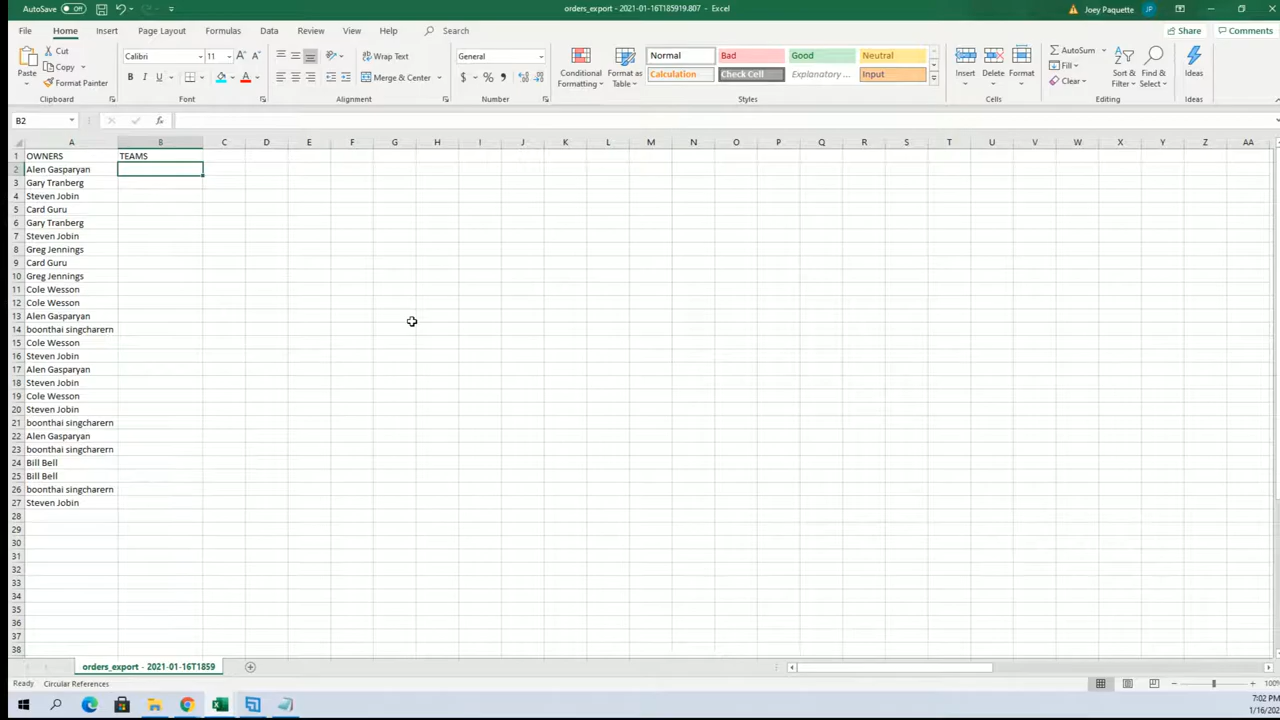 AutoSave Off
orders_export - 2021-01-16T185919.807 - Excel
Joey Paquette JP
File Home Insert Page Layout Formulas Data Review View Help Search
Share Comments
Paste Cut Copy Format Painter
Calibri 11
B I U
Wrap Text
Merge & Center
General
$ %
Conditional Formatting
Format as Table
Normal Bad Good Neutral
Calculation Check Cell Explanatory ... Input
Insert Delete Format
AutoSum Fill Clear
Sort & Filter
Find & Select
Ideas
Clipboard Font Alignment Number Styles Cells Editing Ideas
B2 fx
A B C D E F G H I J K L M N O P Q R S T U V W X Y Z AA
1 OWNERS TEAMS
2 Alen Gasparyan
3 Gary Tranberg
4 Steven Jobin
5 Card Guru
6 Gary Tranberg
7 Steven Jobin
8 Greg Jennings
9 Card Guru
10 Greg Jennings
11 Cole Wesson
12 Cole Wesson
13 Alen Gasparyan
14 boonthai singcharern
15 Cole Wesson
16 Steven Jobin
17 Alen Gasparyan
18 Steven Jobin
19 Cole Wesson
20 Steven Jobin
21 boonthai singcharern
22 Alen Gasparyan
23 boonthai singcharern
24 Bill Bell
25 Bill Bell
26 boonthai singcharern
27 Steven Jobin
28
29
30
31
32
33
34
35
36
37
38
orders_export - 2021-01-16T1859
Ready Circular References
100%
7:02 PM
1/16/202